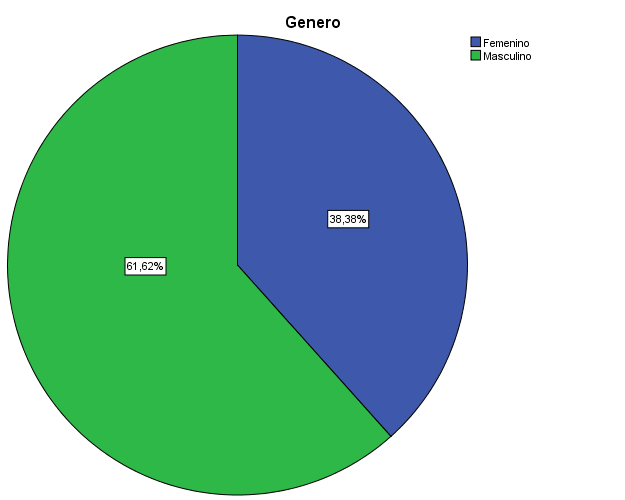 Genero
Femenino
Masculino
38,38%
61,62%